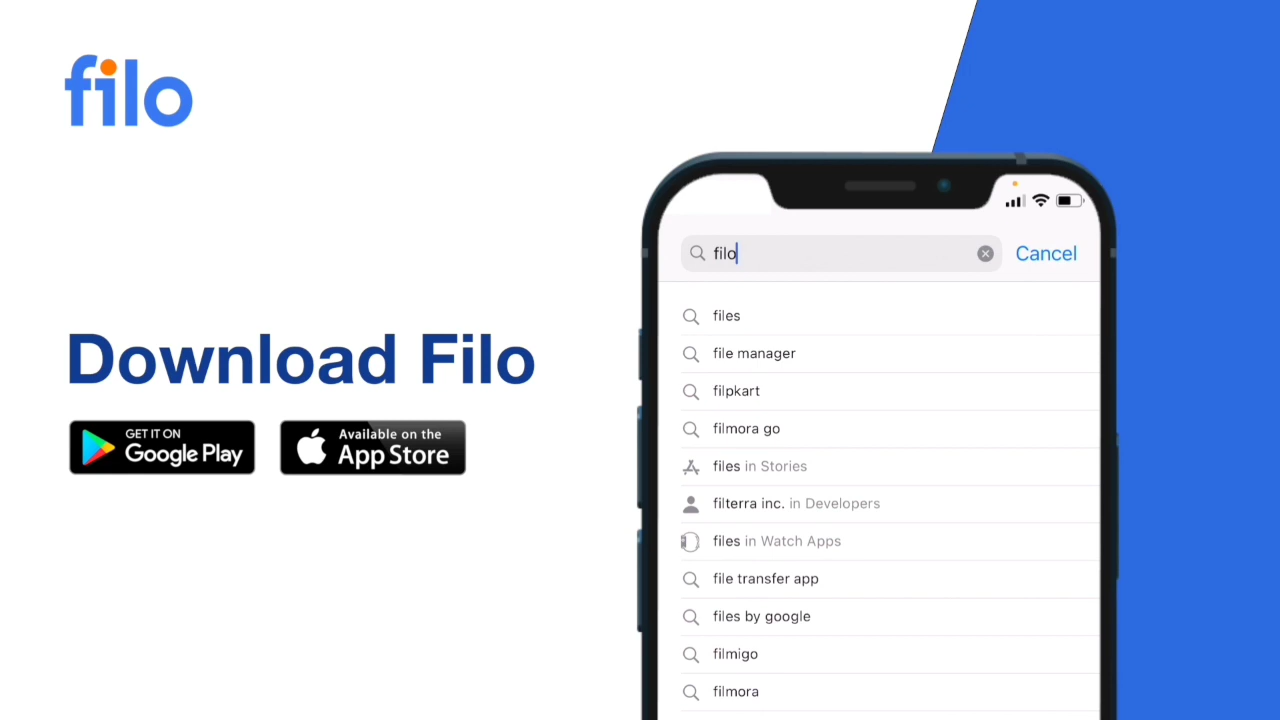 filo
Download Filo
GET IT ON
Google Play
Available on the
App Store
filo
Cancel
files
file manager
filpkart
filmora go
files in Stories
filterra inc. in Developers
files in Watch Apps
file transfer app
files by google
filmigo
filmora